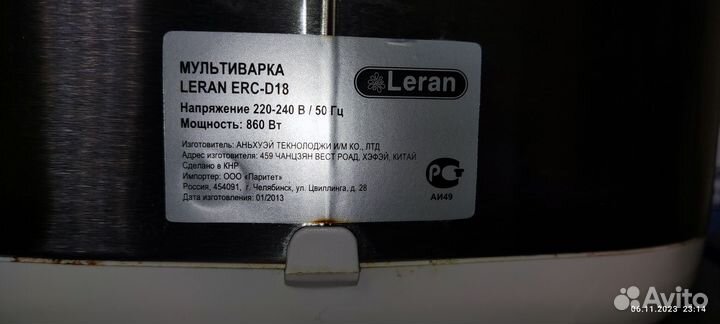 МУЛЬТИВАРКА
LERAN ERC-D18
Leran
Напряжение 220-240 В / 50 Гц
Мощность: 860 Вт
Изготовитель: АНЬХУЭЙ ТЕКНОЛОДЖИ И/М КО., ЛТД
Адрес изготовителя: 459 ЧАНЦЗЯН ВЕСТ РОАД, ХЭФЭЙ, КИТАЙ
Сделано в КНР
Импортер: ООО «Паритет»
Россия, 454091, г. Челябинск, ул. Цвиллинга, д. 28
Дата изготовления: 01/2013
РСТ
АИ49
Avito
06.11.2023 23:14